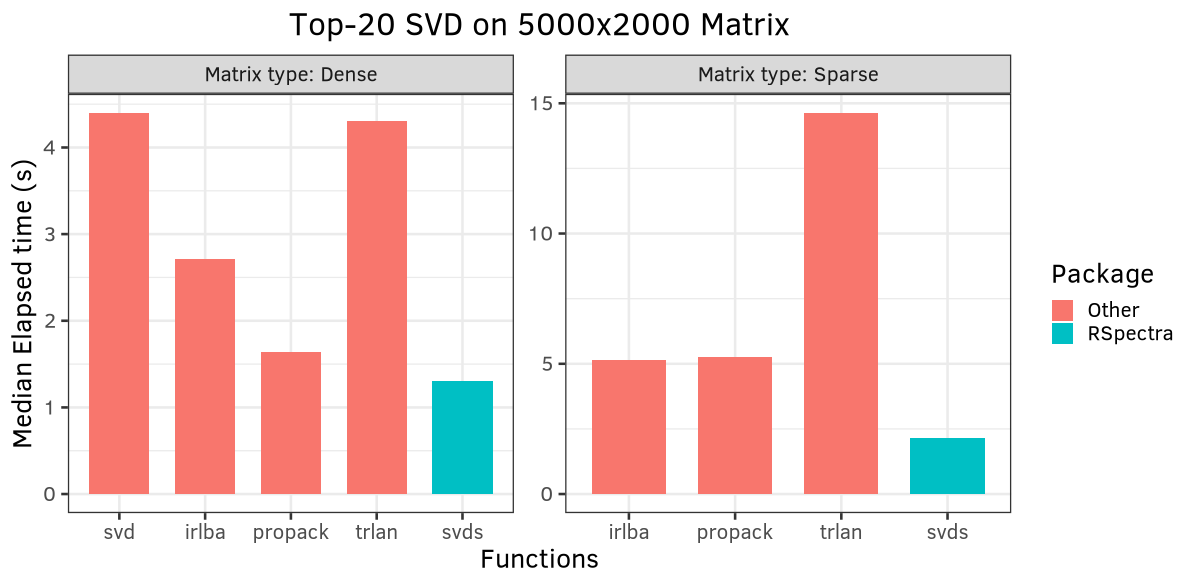 Top-20 SVD on 5000x2000 Matrix
Matrix type: Dense
Matrix type: Sparse
Median Elapsed time (s)
4
3
2
1
0
15
10
5
0
svd irlba propack trlan svds
irlba propack trlan svds
Functions
Package
Other
RSpectra